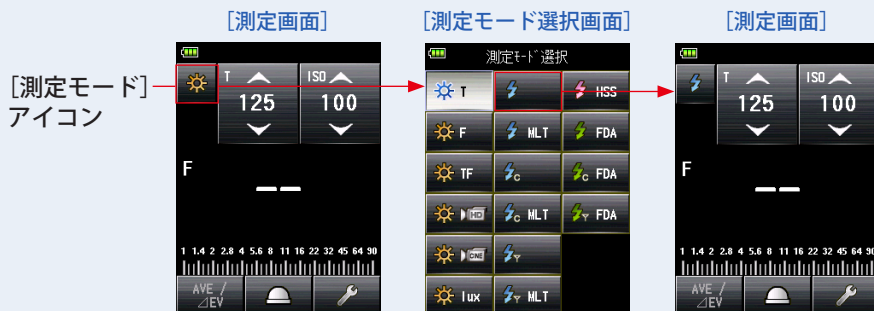 [測定画面]
[測定モード選択画面]
[測定画面]
[測定モード]
アイコン
T
125
ISO
100
F
--
1 1.4 2 2.8 4 5.6 8 11 16 22 32 45 64 90
AVE /
⊿EV
測定ﾓｰﾄﾞ選択
T
HSS
F
MLT
FDA
TF
C
C FDA
HD
C MLT
FDA
CINE
lux
MLT
T
125
ISO
100
F
--
1 1.4 2 2.8 4 5.6 8 11 16 22 32 45 64 90
AVE /
⊿EV